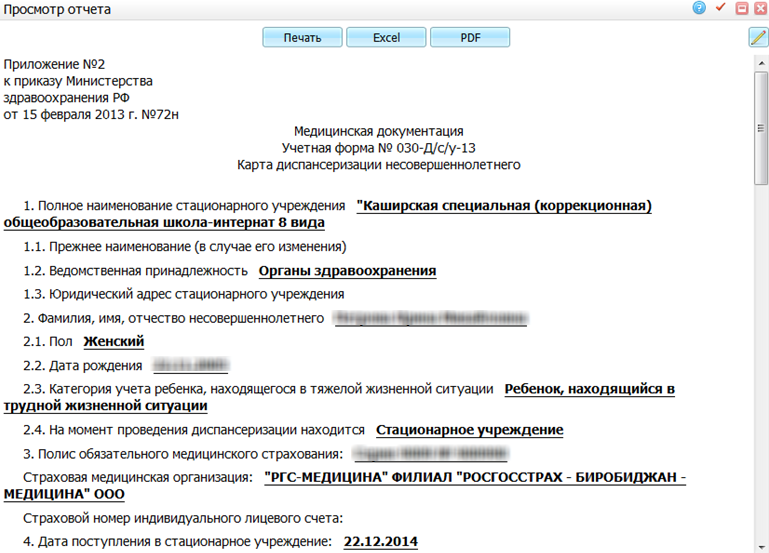 Просмотр отчета
Печать
Excel
PDF
Приложение №2
к приказу Министерства
здравоохранения РФ
от 15 февраля 2013 г. №72н
Медицинская документация
Учетная форма № 030-Д/с/у-13
Карта диспансеризации несовершеннолетнего
1. Полное наименование стационарного учреждения "Каширская специальная (коррекционная)
общеобразовательная школа-интернат 8 вида
1.1. Прежнее наименование (в случае его изменения)
1.2. Ведомственная принадлежность Органы здравоохранения
1.3. Юридический адрес стационарного учреждения
2. Фамилия, имя, отчество несовершеннолетнего
2.1. Пол Женский
2.2. Дата рождения
2.3. Категория учета ребенка, находящегося в тяжелой жизненной ситуации Ребенок, находящийся в
трудной жизненной ситуации
2.4. На момент проведения диспансеризации находится Стационарное учреждение
3. Полис обязательного медицинского страхования:
Страховая медицинская организация: "РГС-МЕДИЦИНА" ФИЛИАЛ "РОСГОССТРАХ - БИРОБИДЖАН -
МЕДИЦИНА" ООО
Страховой номер индивидуального лицевого счета:
4. Дата поступления в стационарное учреждение: 22.12.2014